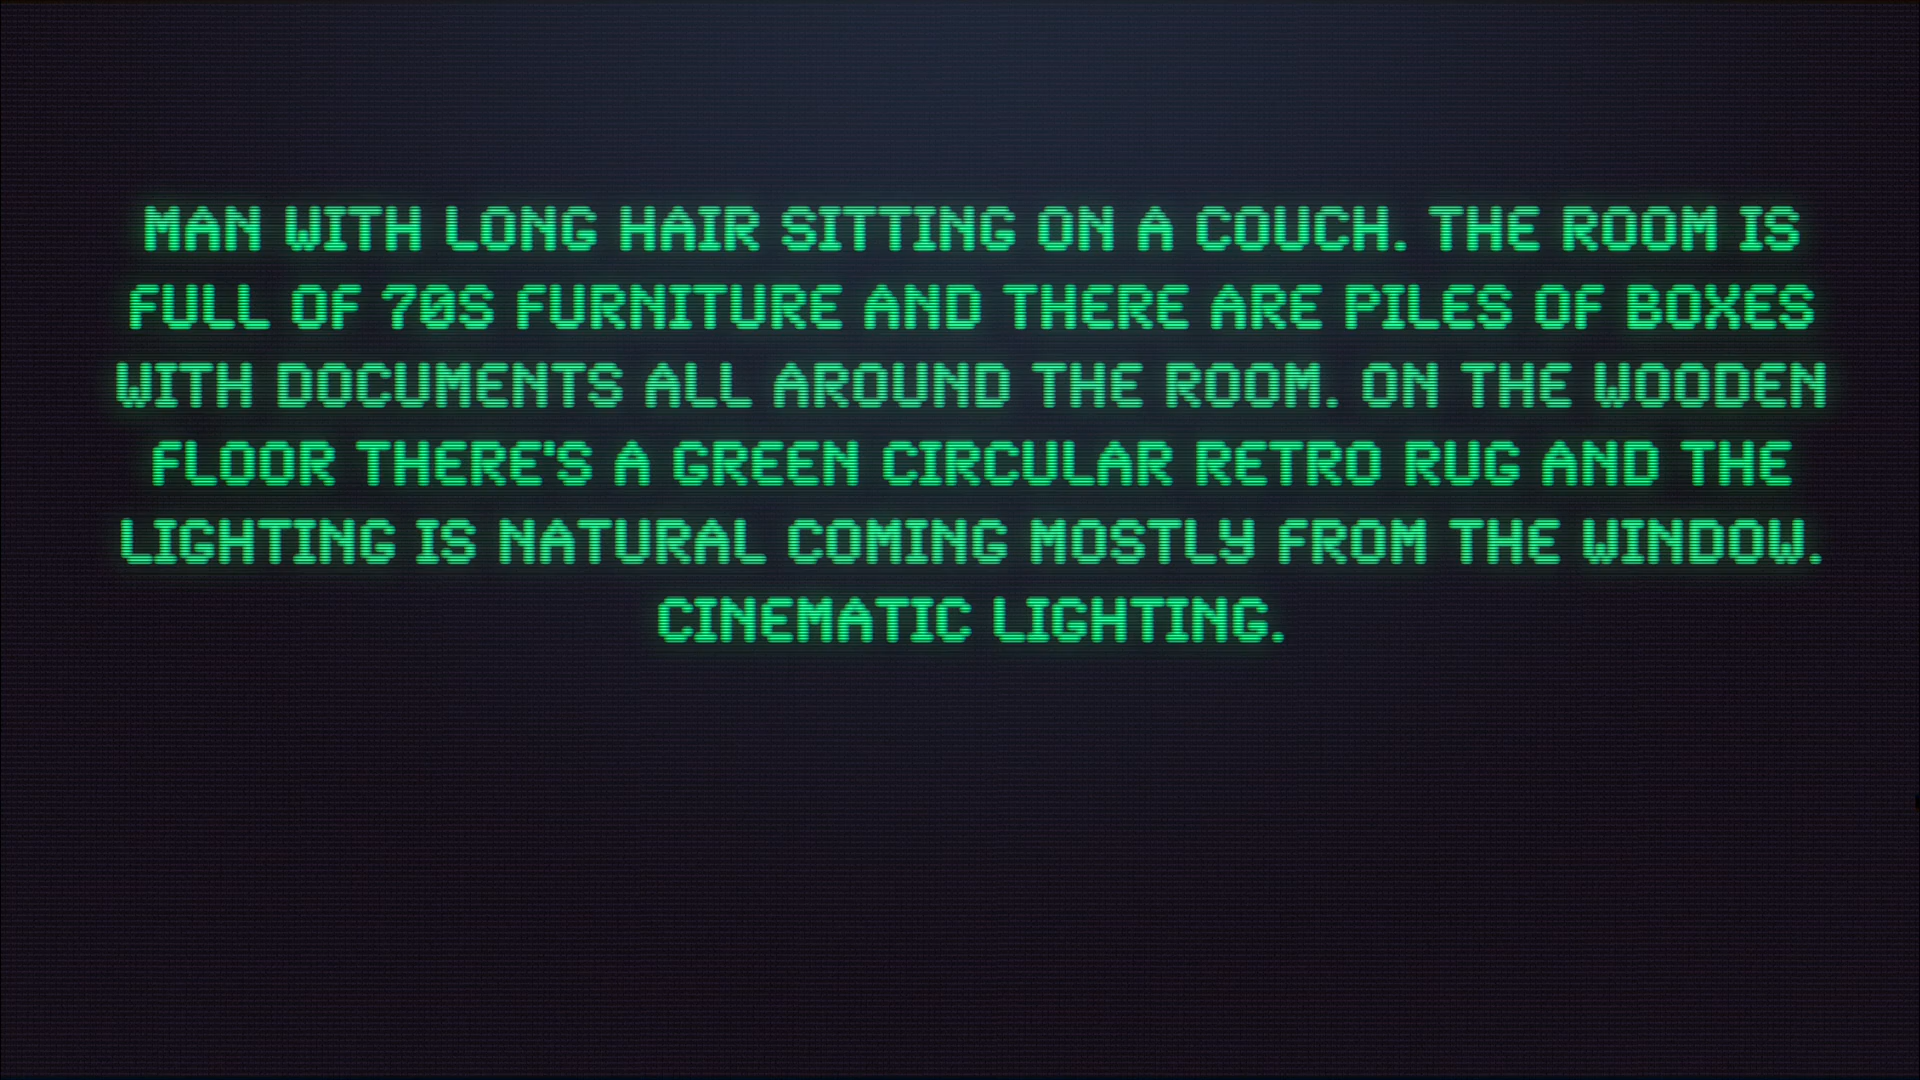 MAN WITH LONG HAIR SITTING ON A COUCH. THE ROOM IS
FULL OF 70S FURNITURE AND THERE ARE PILES OF BOXES
WITH DOCUMENTS ALL AROUND THE ROOM. ON THE WOODEN
FLOOR THERE'S A GREEN CIRCULAR RETRO RUG AND THE
LIGHTING IS NATURAL COMING MOSTLY FROM THE WINDOW.
CINEMATIC LIGHTING.